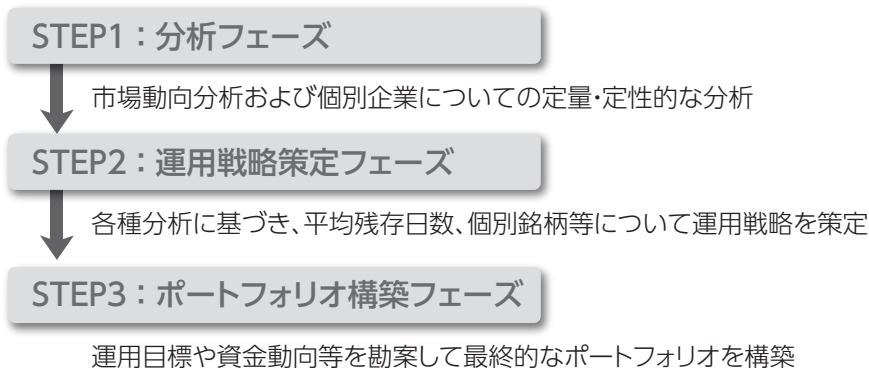 STEP1：分析フェーズ
市場動向分析および個別企業についての定量・定性的な分析
STEP2：運用戦略策定フェーズ
各種分析に基づき、平均残存日数、個別銘柄等について運用戦略を策定
STEP3：ポートフォリオ構築フェーズ
運用目標や資金動向等を勘案して最終的なポートフォリオを構築